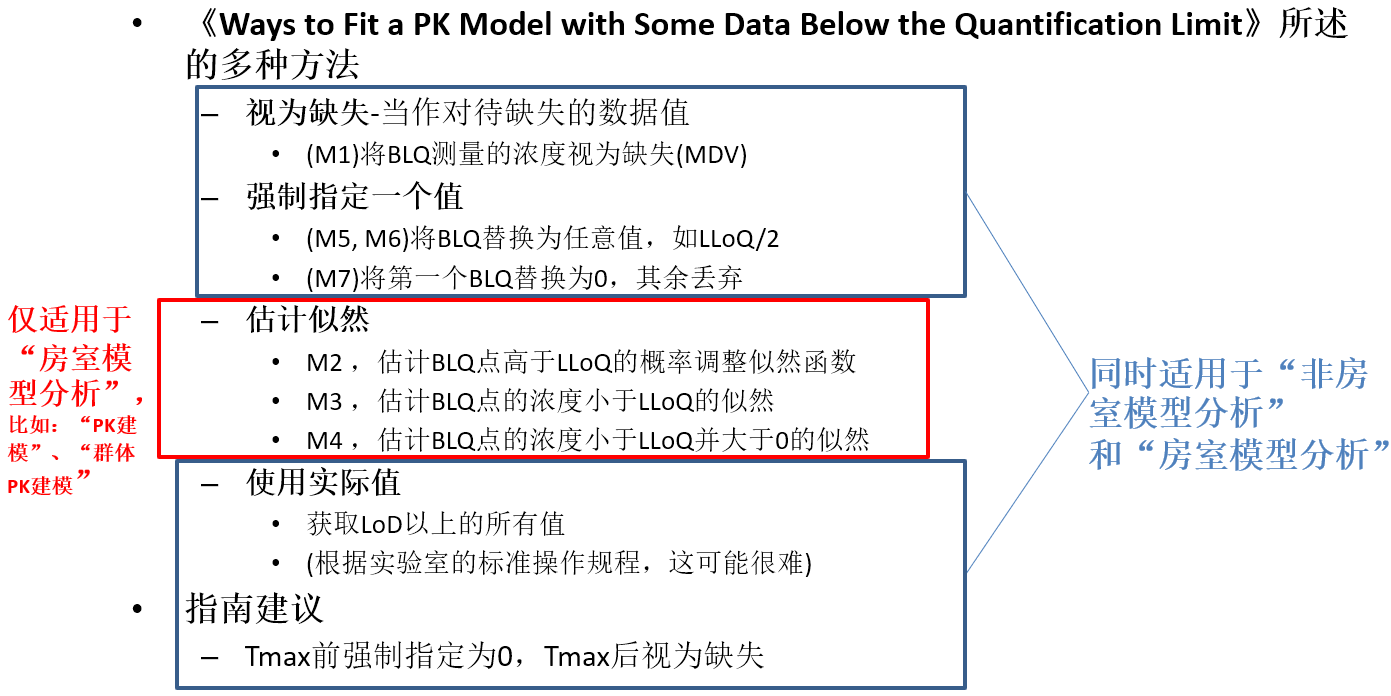 • 《Ways to Fit a PK Model with Some Data Below the Quantification Limit》所述
的多种方法
– 视为缺失-当作对待缺失的数据值
• (M1)将BLQ测量的浓度视为缺失(MDV)
– 强制指定一个值
• (M5, M6)将BLQ替换为任意值，如LLoQ/2
• (M7)将第一个BLQ替换为0，其余丢弃
– 估计似然
• M2 ，估计BLQ点高于LLoQ的概率调整似然函数
• M3 ，估计BLQ点的浓度小于LLoQ的似然
• M4 ，估计BLQ点的浓度小于LLoQ并大于0的似然
– 使用实际值
• 获取LoD以上的所有值
• (根据实验室的标准操作规程，这可能很难)
• 指南建议
– Tmax前强制指定为0，Tmax后视为缺失
仅适用于
“房室模
型分析”，
比如：“PK建
模”、“群体
PK建模”
同时适用于“非房
室模型分析”
和“房室模型分析”